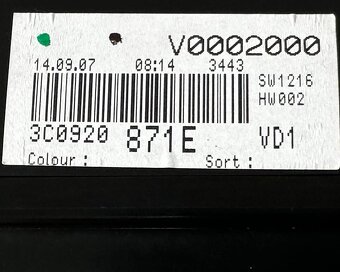 V0002000
14.09.07 08:14 3443
SW1216
HW002
3C0920 871E VD1
Colour : Sort :